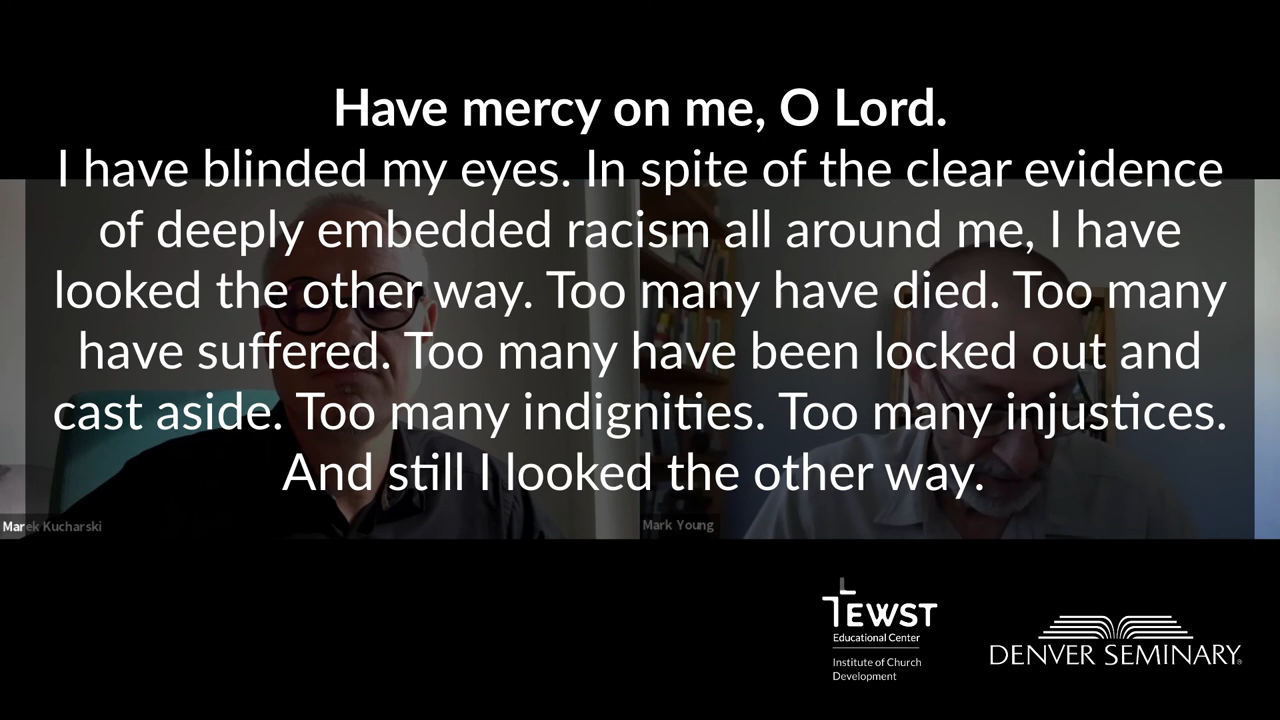 Have mercy on me, O Lord.
I have blinded my eyes. In spite of the clear evidence
of deeply embedded racism all around me, I have
looked the other way. Too many have died. Too many
have suffered. Too many have been locked out and
cast aside. Too many indignities. Too many injustices.
And still I looked the other way.
Marek Kucharski
Mark Young
EWST
Educational Center
Institute of Church
Development
DENVER SEMINARY®